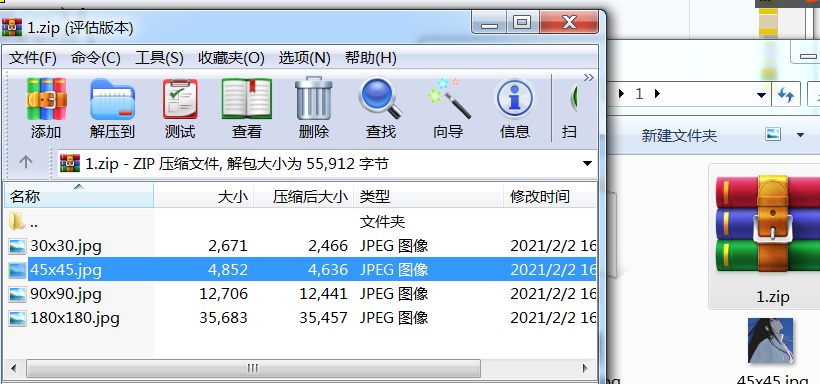 1.zip (评估版本)
文件(F) 命令(C) 工具(S) 收藏夹(O) 选项(N) 帮助(H)
添加 解压到 测试 查看 删除 查找 向导 信息 扫
1.zip - ZIP 压缩文件, 解包大小为 55,912 字节
名称 大小 压缩后大小 类型 修改时间
.. 文件夹
30x30.jpg 2,671 2,466 JPEG 图像 2021/2/2 16
45x45.jpg 4,852 4,636 JPEG 图像 2021/2/2 16
90x90.jpg 12,706 12,441 JPEG 图像 2021/2/2 16
180x180.jpg 35,683 35,457 JPEG 图像 2021/2/2 16
1
新建文件夹
1.zip
45x45.jpg